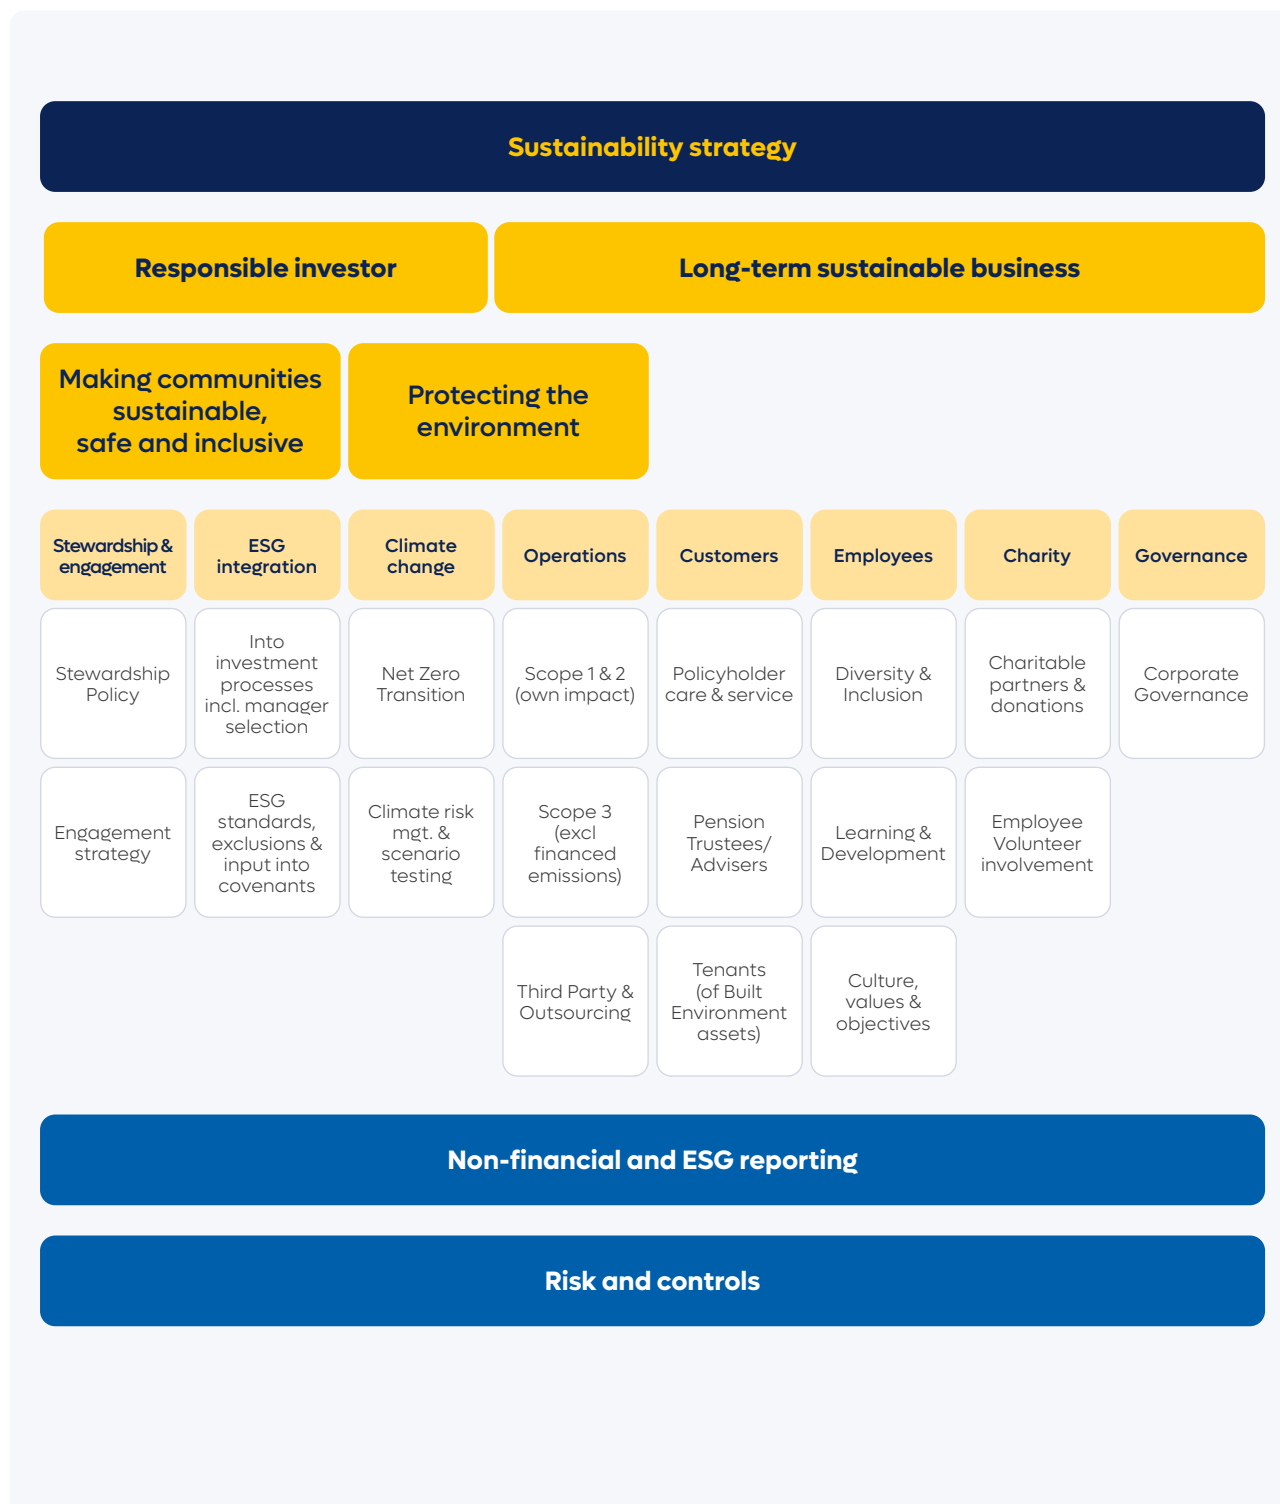 Sustainability strategy
Responsible investor
Long-term sustainable business
Making communities
sustainable,
safe and inclusive
Protecting the
environment
Stewardship &
engagement
ESG
integration
Climate
change
Operations
Customers
Employees
Charity
Governance
Stewardship
Policy
Into
investment
processes
incl. manager
selection
Net Zero
Transition
Scope 1 & 2
(own impact)
Policyholder
care & service
Diversity &
Inclusion
Charitable
partners &
donations
Corporate
Governance
Engagement
strategy
ESG
standards,
exclusions &
input into
covenants
Climate risk
mgt. &
scenario
testing
Scope 3
(excl
financed
emissions)
Pension
Trustees/
Advisers
Learning &
Development
Employee
Volunteer
involvement
Third Party &
Outsourcing
Tenants
(of Built
Environment
assets)
Culture,
values &
objectives
Non-financial and ESG reporting
Risk and controls